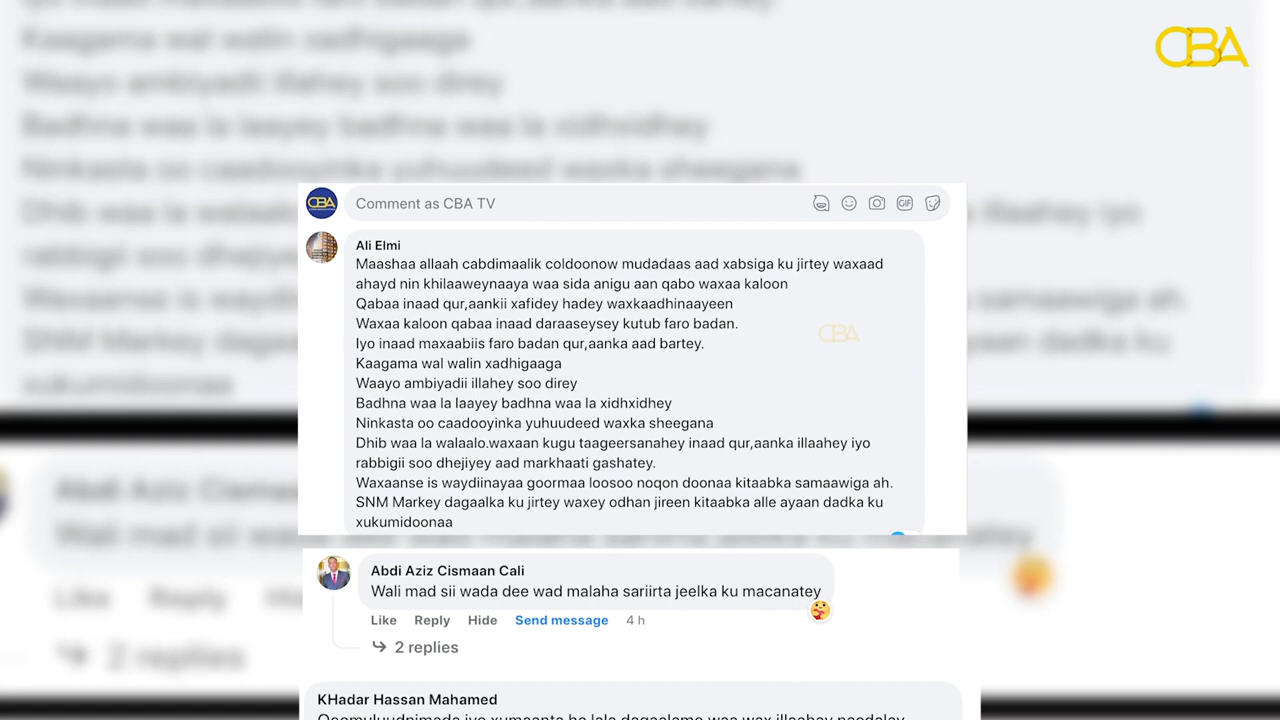 CBA
CBA
Comment as CBA TV
GIF
Ali Elmi
Maashaa allaah cabdimaalik coldoonow mudadaas aad xabsiga ku jirtey waxaad
ahayd nin khilaaweynaaya waa sida anigu aan qabo waxaa kaloon
Qabaa inaad qur,aankii xafidey hadey waxkaadhinaayeen
Waxaa kaloon qabaa inaad daraaseysey kutub faro badan.
CBA
Iyo inaad maxaabiis faro badan qur,aanka aad bartey.
Kaagama wal walin xadhigaaga
Waayo ambiyadii illahey soo direy
Badhna waa la laayey badhna waa la xidhxidhey
Ninkasta oo caadooyinka yuhuudeed waxka sheegana
Dhib waa la walaalo.waxaan kugu taageersanahey inaad qur,aanka illaahey iyo
rabbigii soo dhejiyey aad markhaati gashatey.
Waxaanse is waydiinayaa goormaa loosoo noqon doonaa kitaabka samaawiga ah.
SNM Markey dagaalka ku jirtey waxey odhan jireen kitaabka alle ayaan dadka ku
xukumidoonaa
Abdi Aziz Cismaan Cali
Wali mad sii wada dee wad malaha sariirta jeelka ku macanatey
Like Reply Hide Send message 4 h
2 replies
KHadar Hassan Mahamed